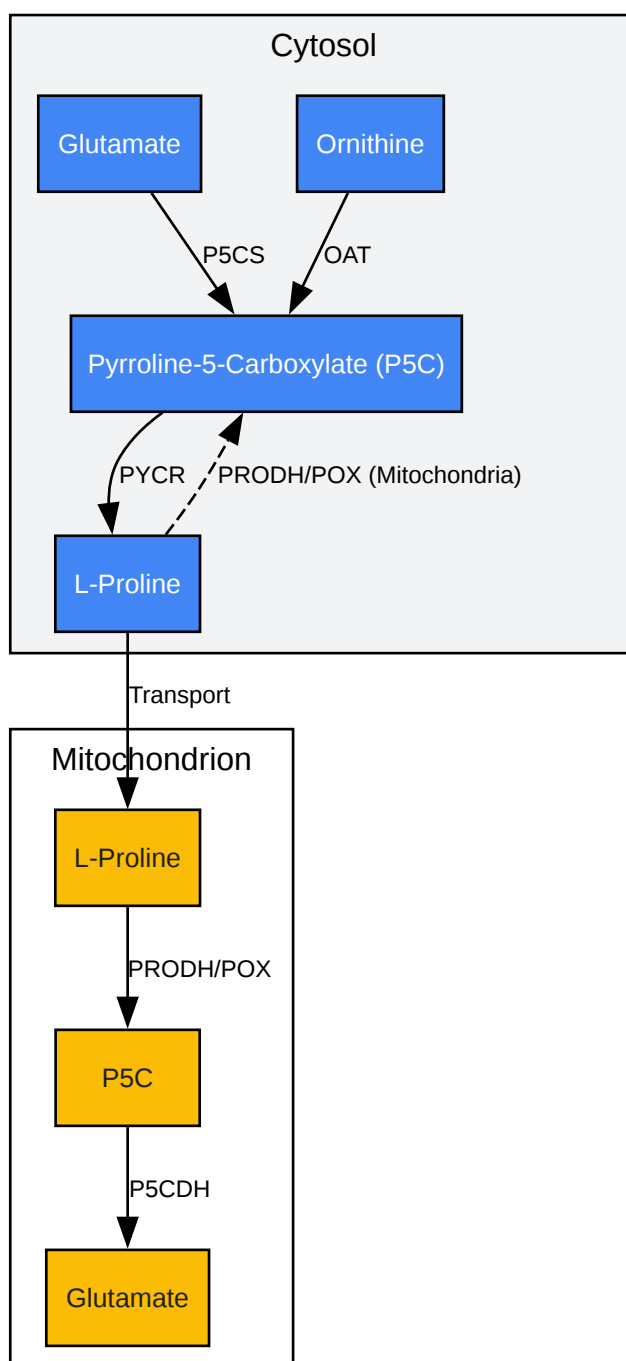 Cytosol
Glutamate
Ornithine
P5CS
OAT
Pyrroline-5-Carboxylate (P5C)
PYCR
PRODH/POX (Mitochondria)
L-Proline
Transport
Mitochondrion
L-Proline
PRODH/POX
P5C
P5CDH
Glutamate